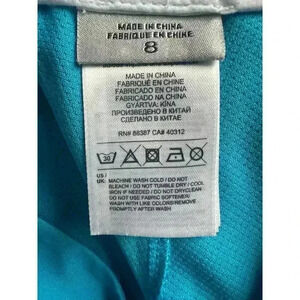 MADE IN CHINA
FABRIQUÉ EN CHINE
8
MADE IN CHINA
FABRIQUE EN CHINE
FABRICADO EN CHINA
FABRICADO NA CHINA
GYÁRTVA: KÍNA
ПРОИЗВЕДЕНО В КИТАЕ
СДЕЛАНО В КИТАЕ
RN# 86387 CA# 40312
30
US /
UK: MACHINE WASH COLD / DO NOT
BLEACH / DO NOT TUMBLE DRY / COOL
IRON IF NEEDED / DO NOT DRYCLEAN
DO NOT USE FABRIC SOFTENER/
WASH WITH LIKE COLORS/REMOVE
PROMPTLY AFTER WASH